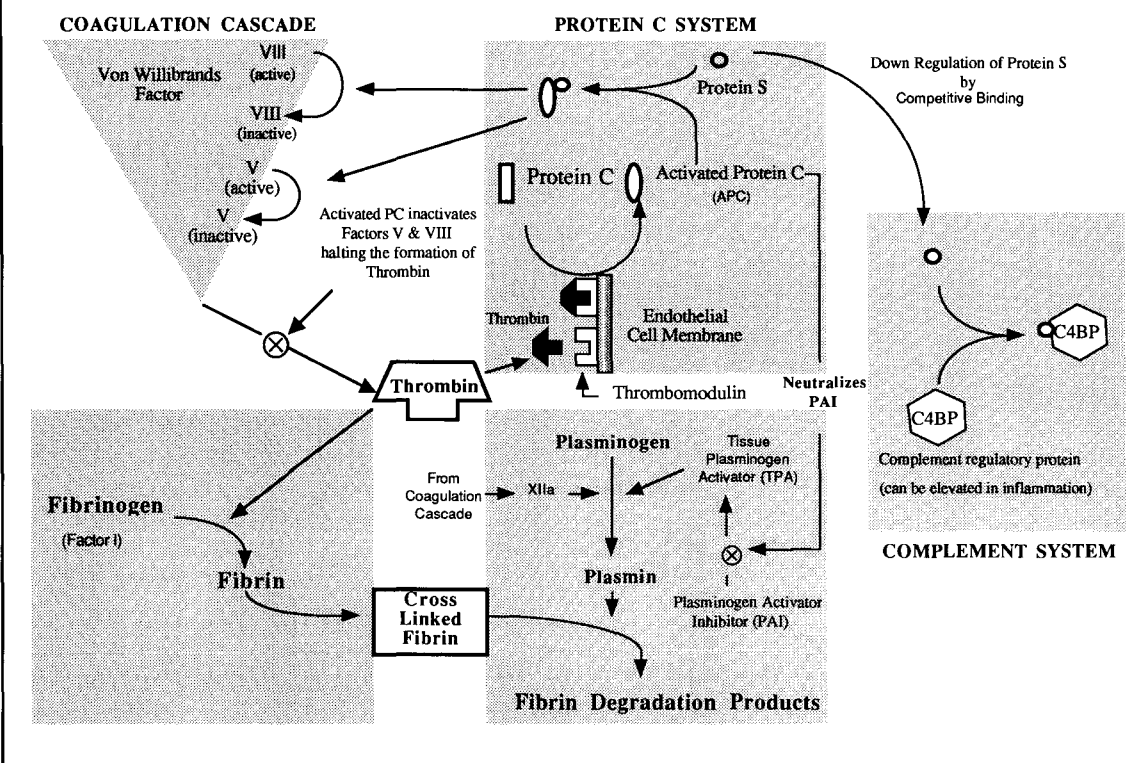 COAGULATION CASCADE
VIII
(active)
Von Willibrands
Factor
VIII
(inactive)
V
(active)
V
(inactive)
Activated PC inactivates
Factors V & VIII
halting the formation of
Thrombin
PROTEIN C SYSTEM
Protein S
Protein C
Activated Protein C
(APC)
Thrombin
Endothelial
Cell Membrane
Thrombomodulin
Thrombin
Neutralizes
PAI
Down Regulation of Protein S
by
Competitive Binding
C4BP
C4BP
Complement regulatory protein
(can be elevated in inflammation)
COMPLEMENT SYSTEM
Fibrinogen
(Factor I)
Fibrin
Cross
Linked
Fibrin
Plasminogen
From
Coagulation
Cascade
XIIa
Tissue
Plasminogen
Activator (TPA)
Plasmin
Plasminogen Activator
Inhibitor (PAI)
Fibrin Degradation Products